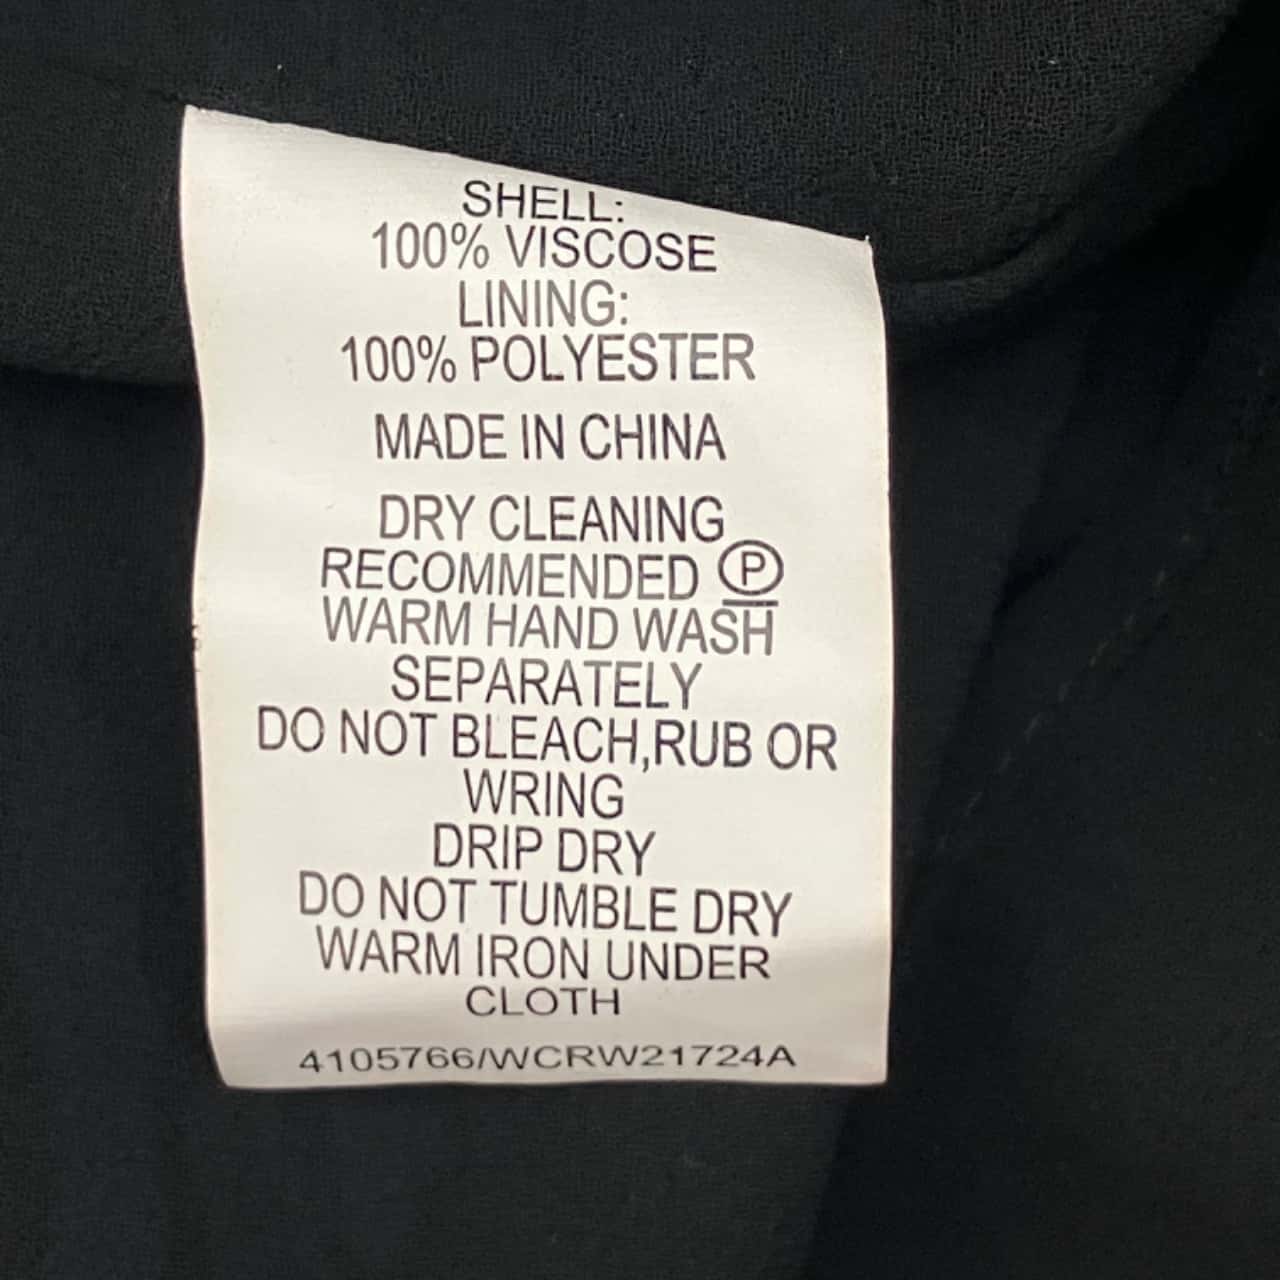 SHELL:
100% VISCOSE
LINING:
100% POLYESTER
MADE IN CHINA
DRY CLEANING
RECOMMENDED Ⓟ
WARM HAND WASH
SEPARATELY
DO NOT BLEACH,RUB OR
WRING
DRIP DRY
DO NOT TUMBLE DRY
WARM IRON UNDER
CLOTH
4105766/WCRW21724A